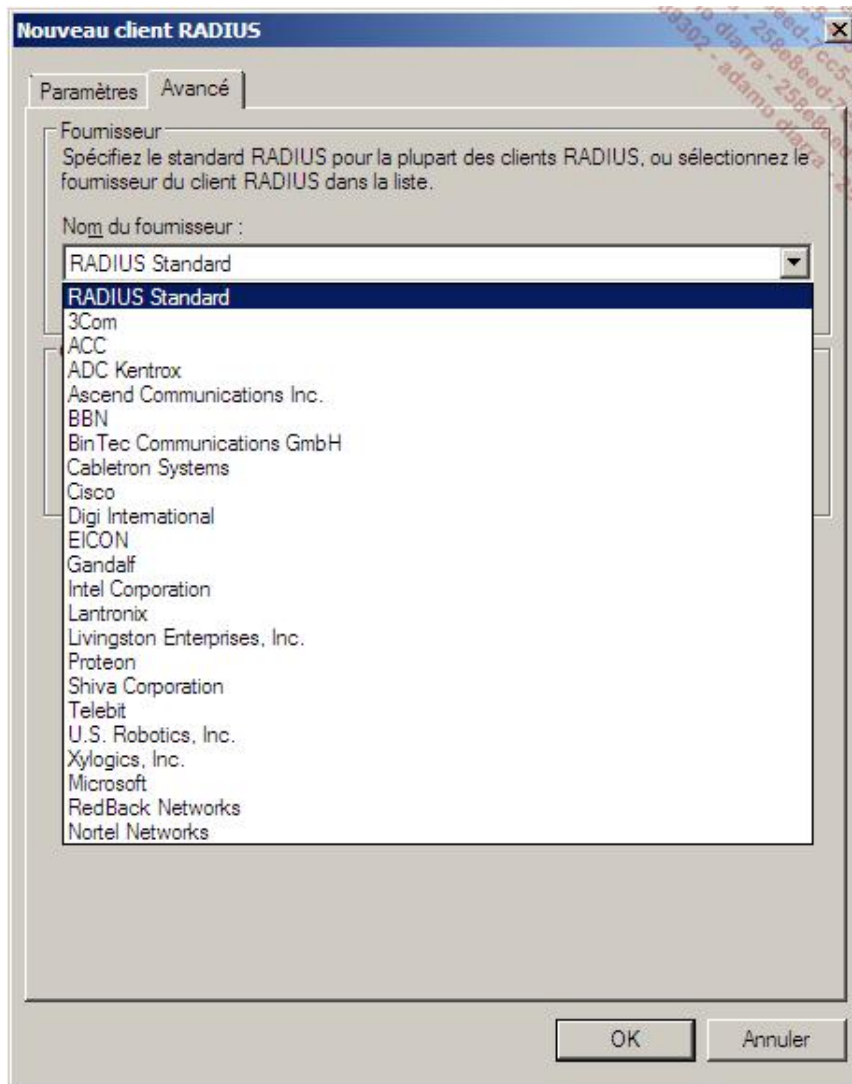 Nouveau client RADIUS
Paramètres
Avancé
Fournisseur
Spécifiez le standard RADIUS pour la plupart des clients RADIUS, ou sélectionnez le
fournisseur du client RADIUS dans la liste.
Nom du fournisseur :
RADIUS Standard
RADIUS Standard
3Com
ACC
ADC Kentrox
Ascend Communications Inc.
BBN
BinTec Communications GmbH
Cabletron Systems
Cisco
Digi International
EICON
Gandalf
Intel Corporation
Lantronix
Livingston Enterprises, Inc.
Proteon
Shiva Corporation
Telebit
U.S. Robotics, Inc.
Xylogics, Inc.
Microsoft
RedBack Networks
Nortel Networks
OK
Annuler